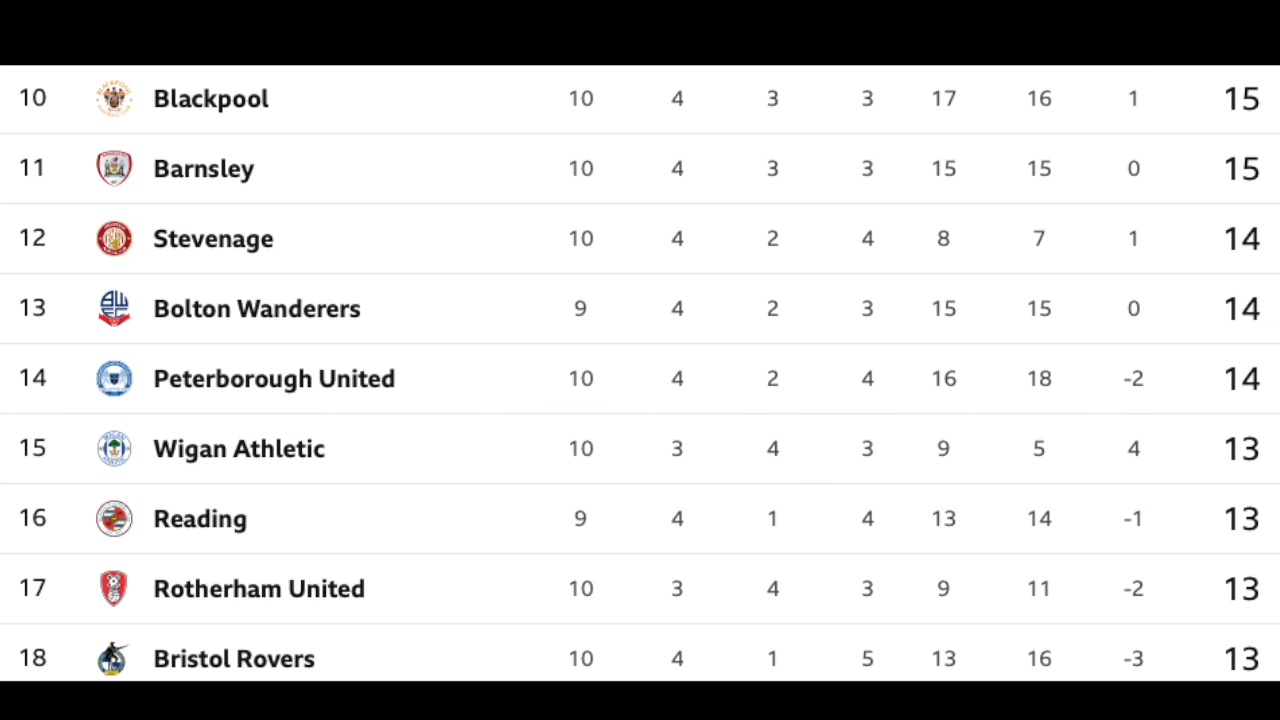 10 Blackpool 10 4 3 3 17 16 1 15
11 Barnsley 10 4 3 3 15 15 0 15
12 Stevenage 10 4 2 4 8 7 1 14
13 Bolton Wanderers 9 4 2 3 15 15 0 14
14 Peterborough United 10 4 2 4 16 18 -2 14
15 Wigan Athletic 10 3 4 3 9 5 4 13
16 Reading 9 4 1 4 13 14 -1 13
17 Rotherham United 10 3 4 3 9 11 -2 13
18 Bristol Rovers 10 4 1 5 13 16 -3 13